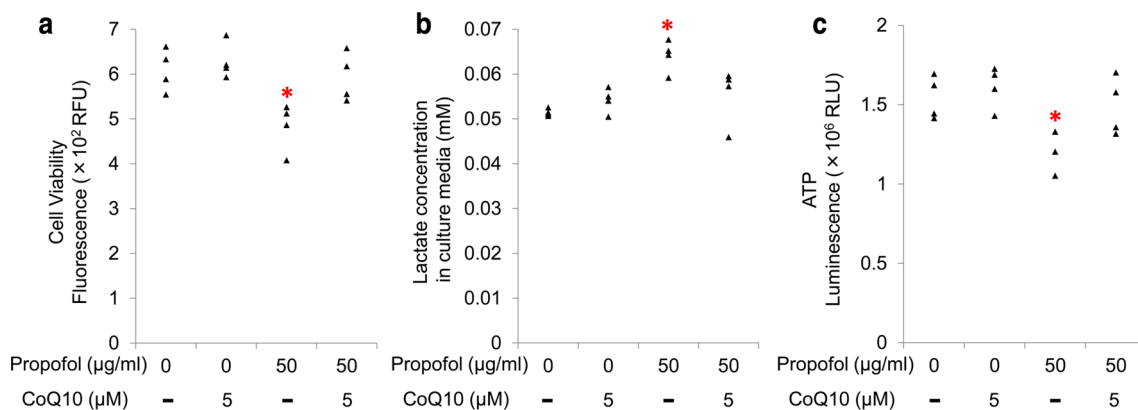 a
Cell Viability
Fluorescence (×10² RFU)
7
6
5
4
3
2
1
0
*
Propofol (μg/ml) 0 0 50 50
CoQ10 (μM) – 5 – 5
b
Lactate concentration
in culture media (mM)
0.07
0.06
0.05
0.04
0.03
0.02
0.01
0
*
Propofol (μg/ml) 0 0 50 50
CoQ10 (μM) – 5 – 5
c
ATP
Luminescence (×10⁶ RLU)
2
1.5
1
0.5
0
*
Propofol (μg/ml) 0 0 50 50
CoQ10 (μM) – 5 – 5